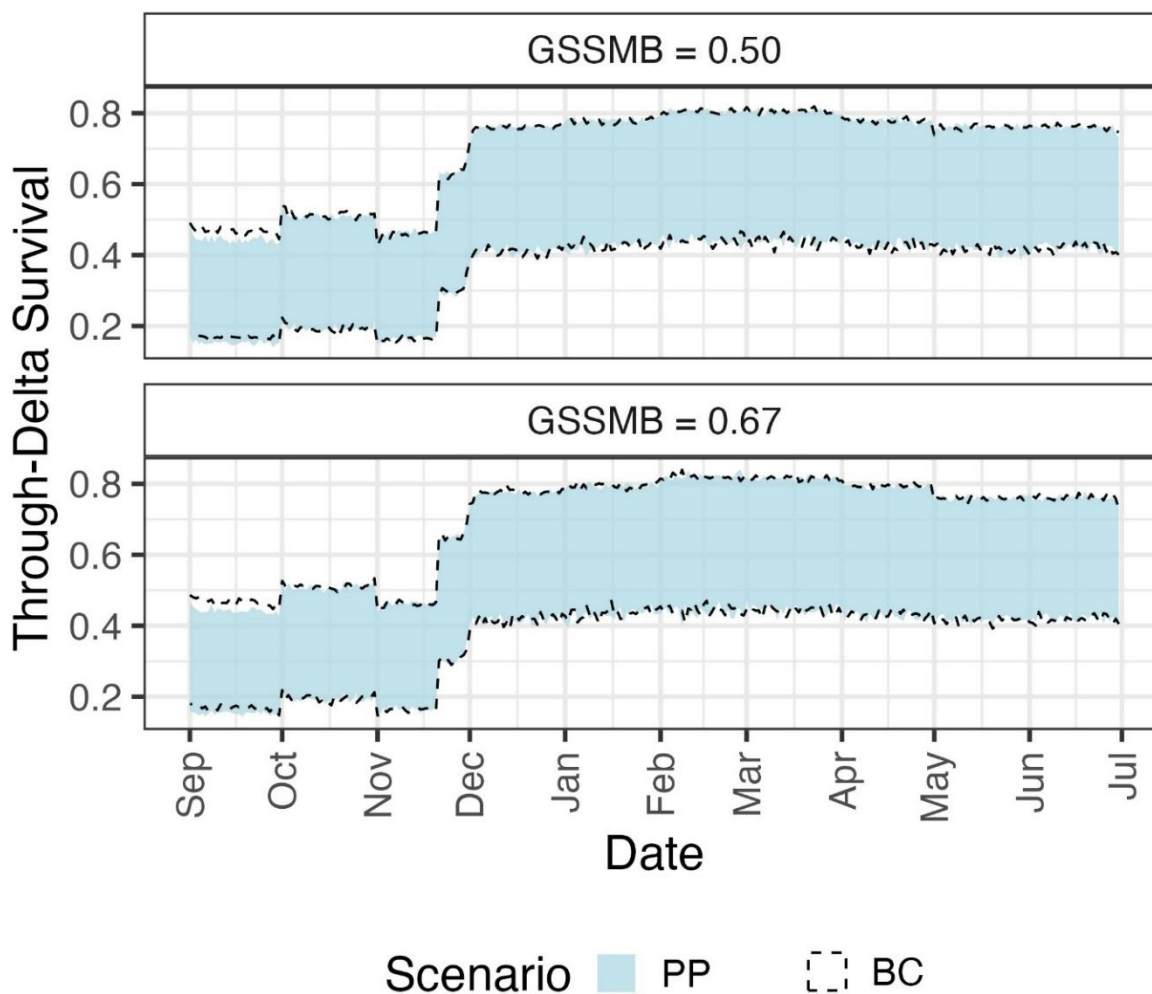 GSSMB = 0.50
0.8
0.6
0.4
0.2
GSSMB = 0.67
0.8
0.6
0.4
0.2
Through-Delta Survival
Sep Oct Nov Dec Jan Feb Mar Apr May Jun Jul
Date
Scenario PP BC